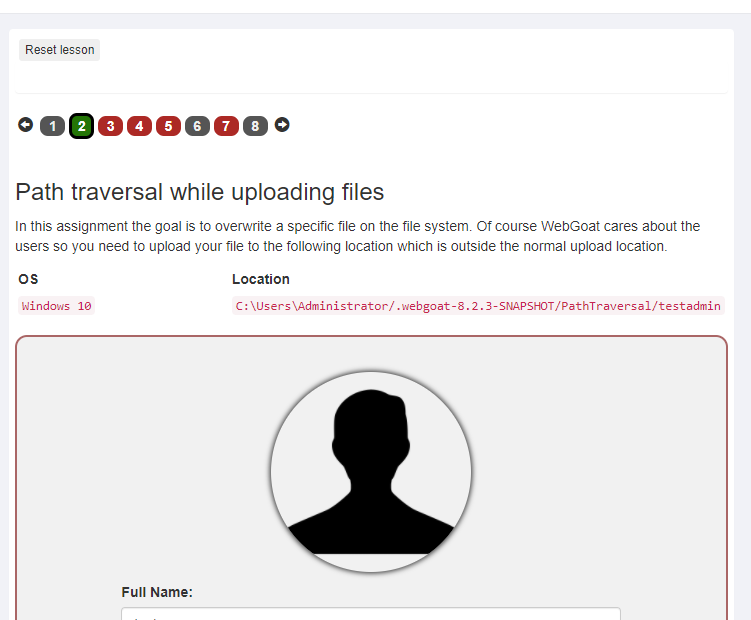 Reset lesson
1 2 3 4 5 6 7 8
Path traversal while uploading files
In this assignment the goal is to overwrite a specific file on the file system. Of course WebGoat cares about the
users so you need to upload your file to the following location which is outside the normal upload location.
OS Location
Windows 10 C:\Users\Administrator/.webgoat-8.2.3-SNAPSHOT/PathTraversal/testadmin
Full Name: